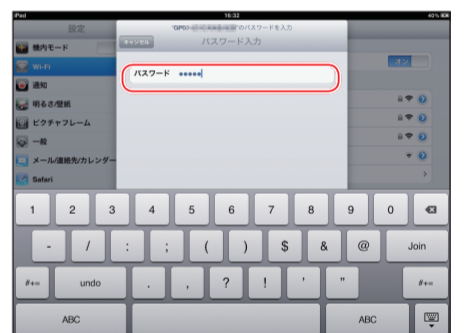 iPad 16:32 40%
設定
"GP02-のパスワードを入力
キャンセル パスワード入力
機内モード
Wi-Fi オン
パスワード •••••
通知
明るさ/壁紙
ピクチャフレーム
一般
メール/連絡先/カレンダー
Safari
1 2 3 4 5 6 7 8 9 0
- / : ; ( ) $ & @ Join
#+= undo . , ? ! ' " #+=
ABC ABC